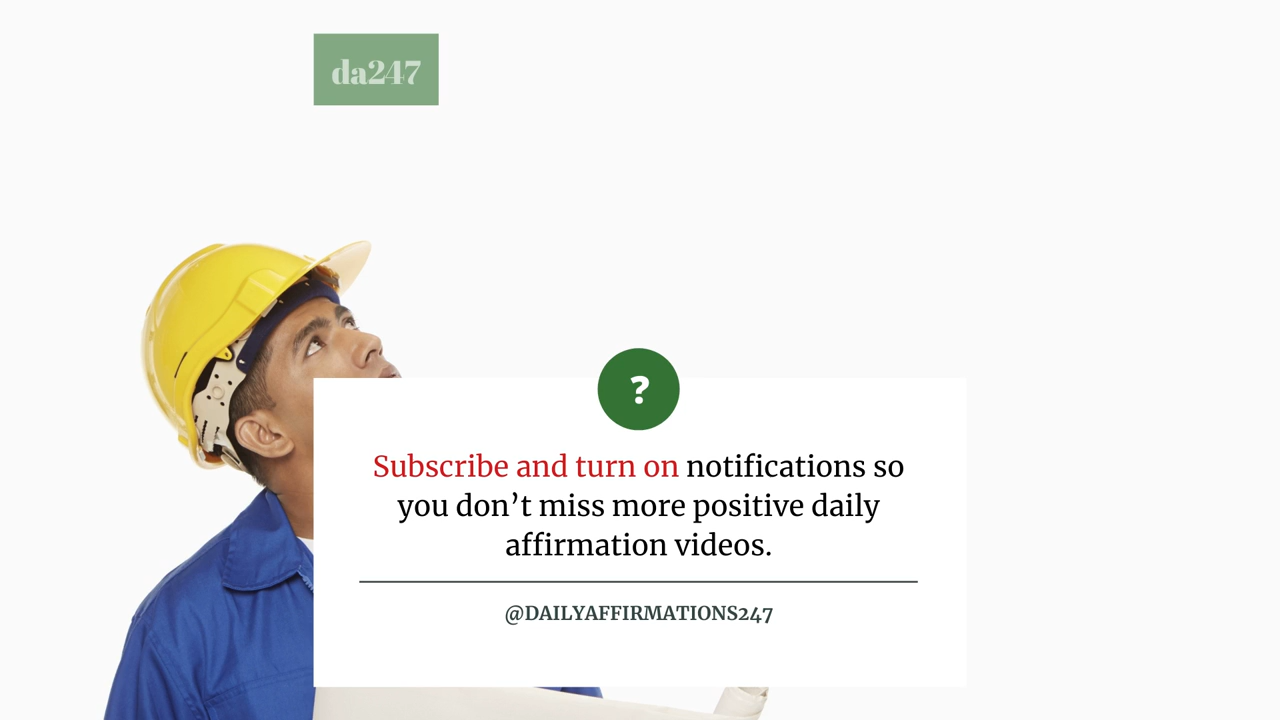 da247
?
Subscribe and turn on notifications so
you don’t miss more positive daily
affirmation videos.
@DAILYAFFIRMATIONS247